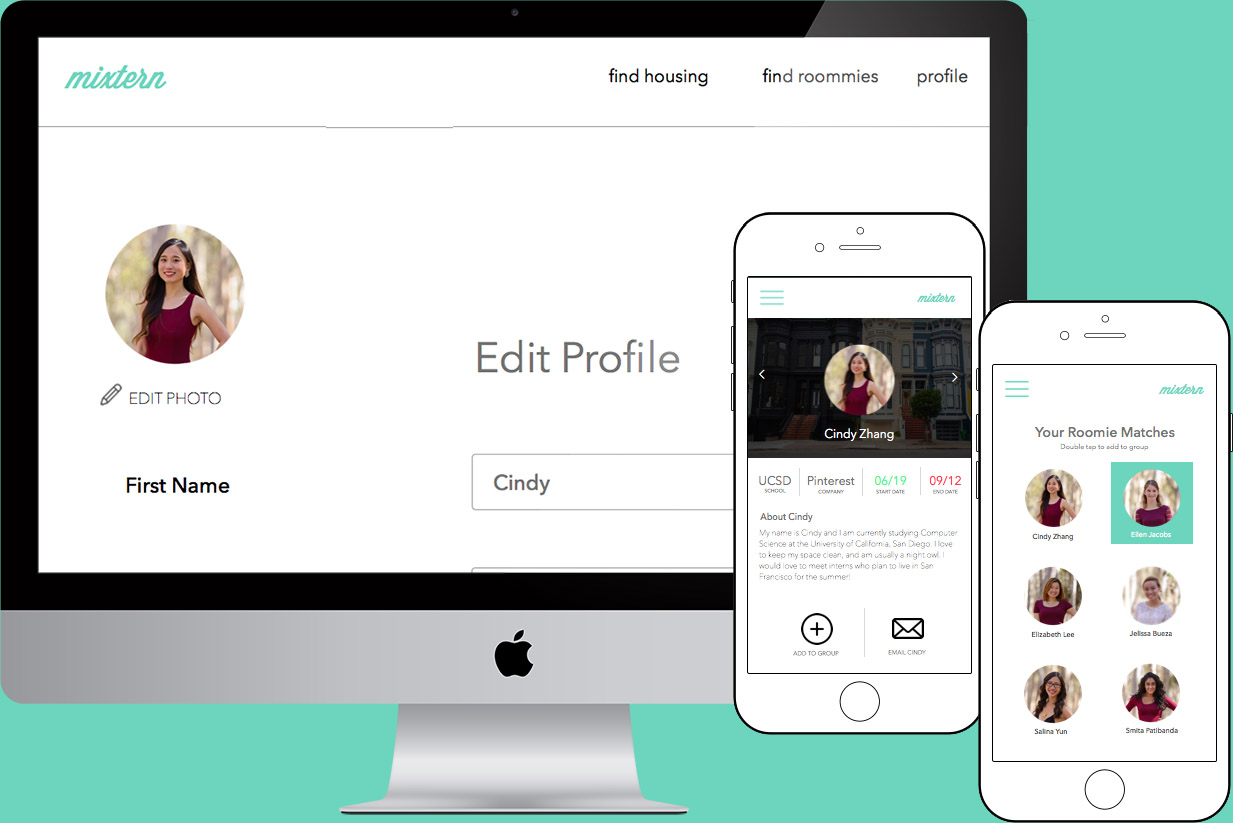 mixtern
find housing find roommies profile
EDIT PHOTO
Edit Profile
First Name
Cindy
mixtern
Cindy Zhang
UCSD Pinterest 06/19 09/12
SCHOOL COMPANY START DATE END DATE
About Cindy
My name is Cindy and I am currently studying Computer
Science at the University of California, San Diego. I love
to keep my space clean, and am usually a night owl. I
would love to meet interns who plan to live in San
Francisco for the summer!
ADD TO GROUP EMAIL CINDY
mixtern
Your Roomie Matches
Double tap to add to group
Cindy Zhang Ellen Jacobs
Elizabeth Lee Jelissa Bueza
Salina Yun Smita Patibanda